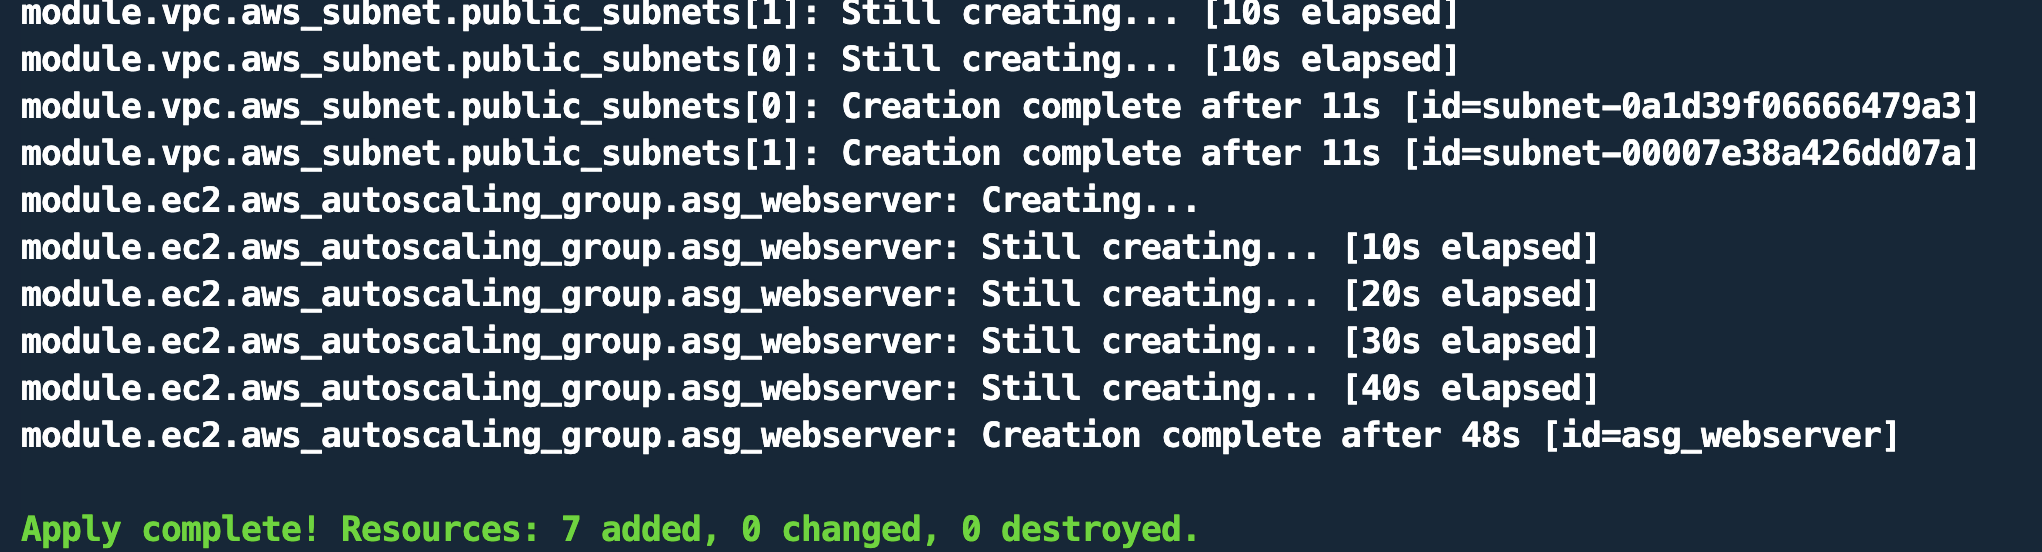 module.vpc.aws_subnet.public_subnets[1]: Still creating... [10s elapsed]
module.vpc.aws_subnet.public_subnets[0]: Still creating... [10s elapsed]
module.vpc.aws_subnet.public_subnets[0]: Creation complete after 11s [id=subnet-0a1d39f06666479a3]
module.vpc.aws_subnet.public_subnets[1]: Creation complete after 11s [id=subnet-00007e38a426dd07a]
module.ec2.aws_autoscaling_group.asg_webserver: Creating...
module.ec2.aws_autoscaling_group.asg_webserver: Still creating... [10s elapsed]
module.ec2.aws_autoscaling_group.asg_webserver: Still creating... [20s elapsed]
module.ec2.aws_autoscaling_group.asg_webserver: Still creating... [30s elapsed]
module.ec2.aws_autoscaling_group.asg_webserver: Still creating... [40s elapsed]
module.ec2.aws_autoscaling_group.asg_webserver: Creation complete after 48s [id=asg_webserver]
Apply complete! Resources: 7 added, 0 changed, 0 destroyed.